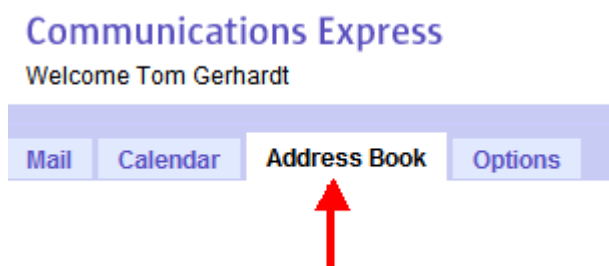 Communications Express
Welcome Tom Gerhardt
Mail Calendar Address Book Options